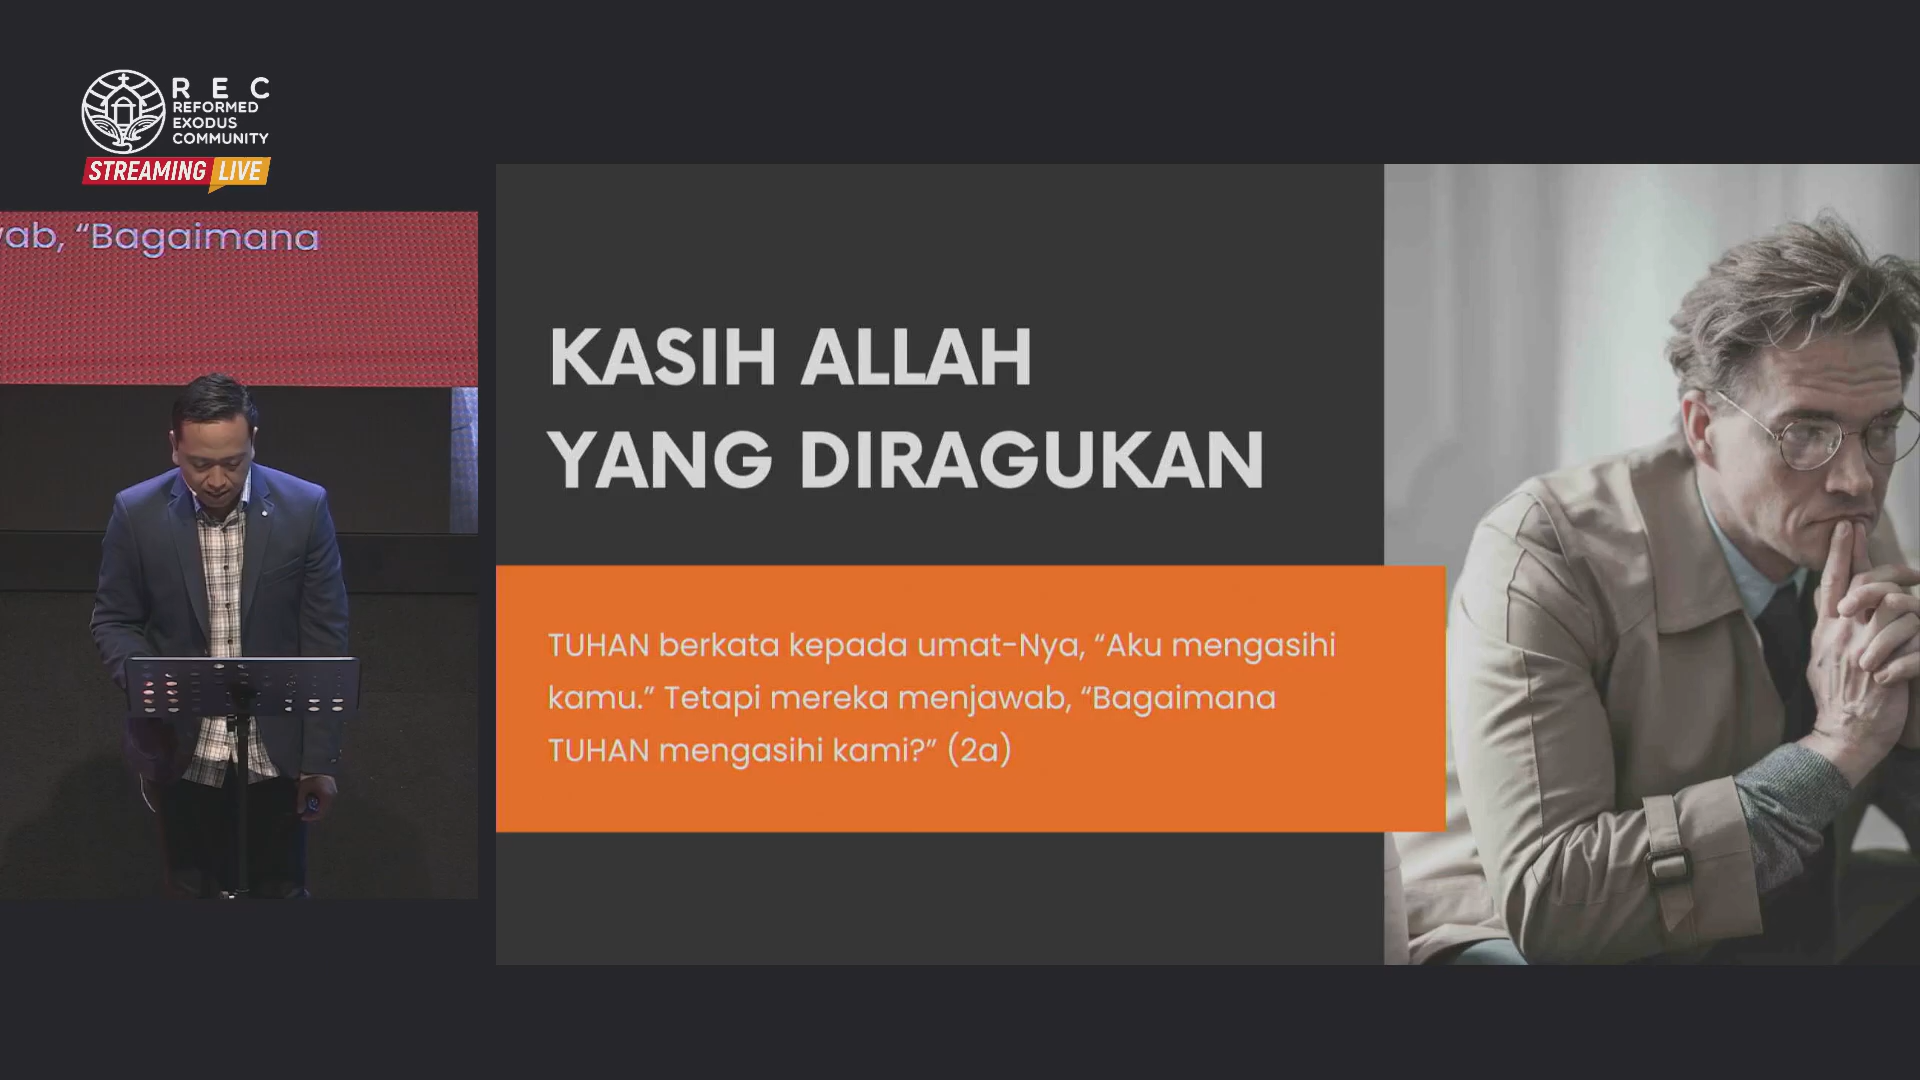 R E C
REFORMED
EXODUS
COMMUNITY
STREAMING LIVE
ab, “Bagaimana
KASIH ALLAH
YANG DIRAGUKAN
TUHAN berkata kepada umat-Nya, “Aku mengasihi
kamu.” Tetapi mereka menjawab, “Bagaimana
TUHAN mengasihi kami?” (2a)